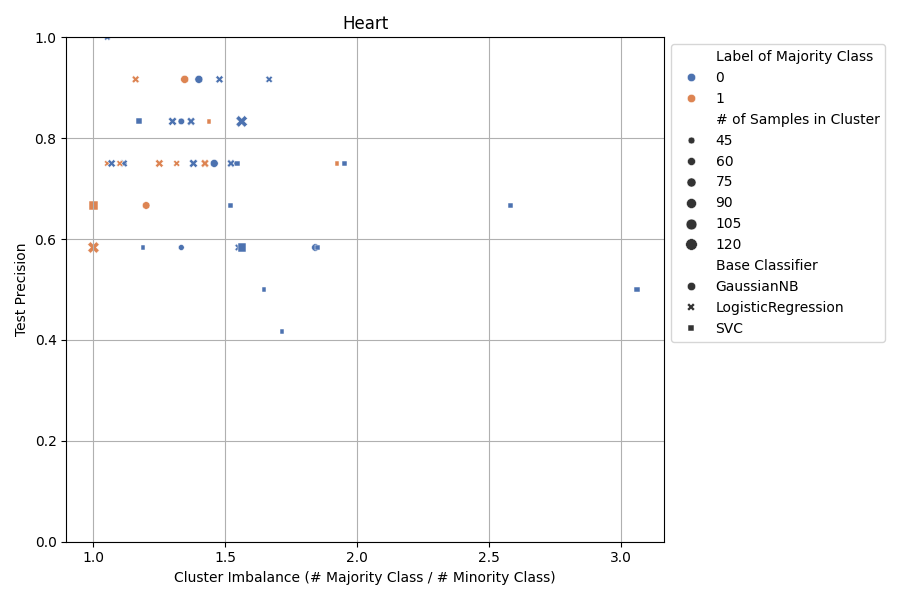 Heart
1.0
0.8
0.6
0.4
0.2
0.0
Test Precision
1.0
1.5
2.0
2.5
3.0
Cluster Imbalance (# Majority Class / # Minority Class)
Label of Majority Class
0
1
# of Samples in Cluster
45
60
75
90
105
120
Base Classifier
GaussianNB
LogisticRegression
SVC